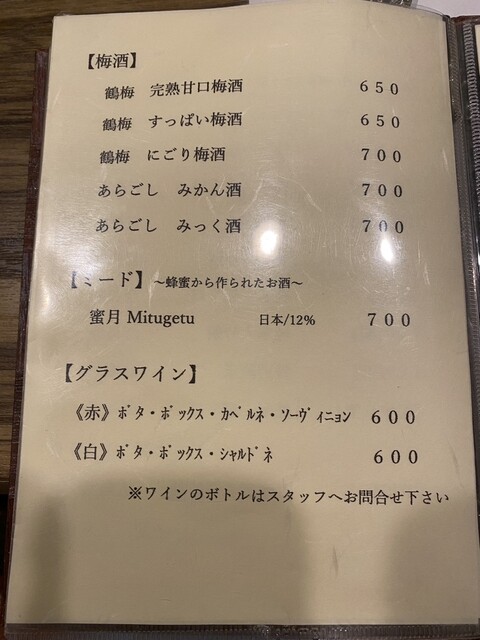 【梅酒】
鶴梅　完熟甘口梅酒　６５０
鶴梅　すっぱい梅酒　６５０
鶴梅　にごり梅酒　７００
あらごし　みかん酒　７００
あらごし　みっく酒　７００
【ミード】～蜂蜜から作られたお酒～
蜜月 Mitugetu　日本/12%　７００
【グラスワイン】
《赤》ﾎﾞﾀ・ﾎﾞｯｸｽ・ｶﾍﾞﾙﾈ・ｿｰｳﾞｨﾆｮﾝ　６００
《白》ﾎﾞﾀ・ﾎﾞｯｸｽ・ｼｬﾙﾄﾞﾈ　６００
※ワインのボトルはスタッフへお問合せ下さい